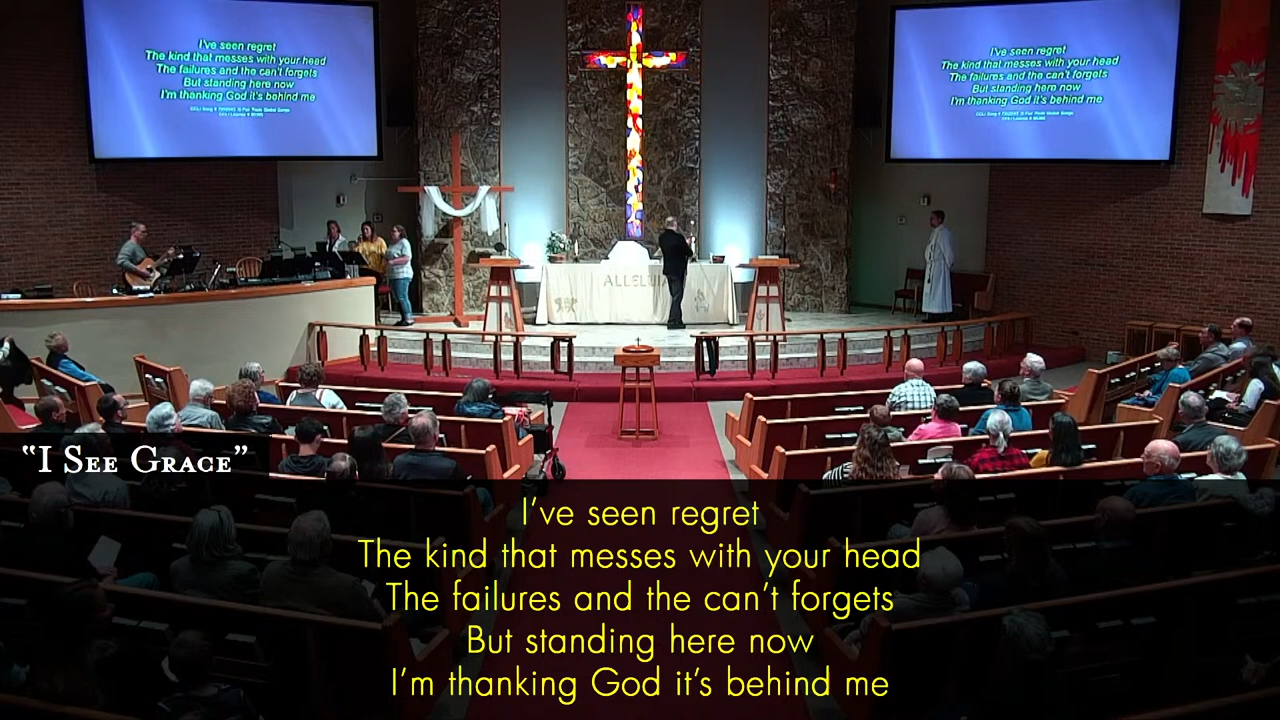 I've seen regret
The kind that messes with your head
The failures and the can't forgets
But standing here now
I'm thanking God it's behind me
I've seen regret
The kind that messes with your head
The failures and the can't forgets
But standing here now
I'm thanking God it's behind me
ALLELUIA
"I See Grace"
I've seen regret
The kind that messes with your head
The failures and the can't forgets
But standing here now
I'm thanking God it's behind me